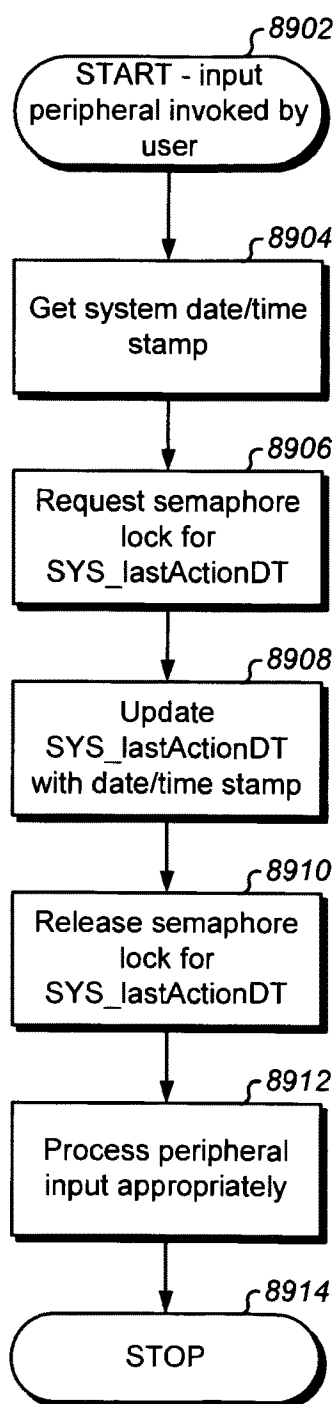 8902
START - input
peripheral invoked by
user
8904
Get system date/time
stamp
8906
Request semaphore
lock for
SYS_lastActionDT
8908
Update
SYS_lastActionDT
with date/time stamp
8910
Release semaphore
lock for
SYS_lastActionDT
8912
Process peripheral
input appropriately
8914
STOP